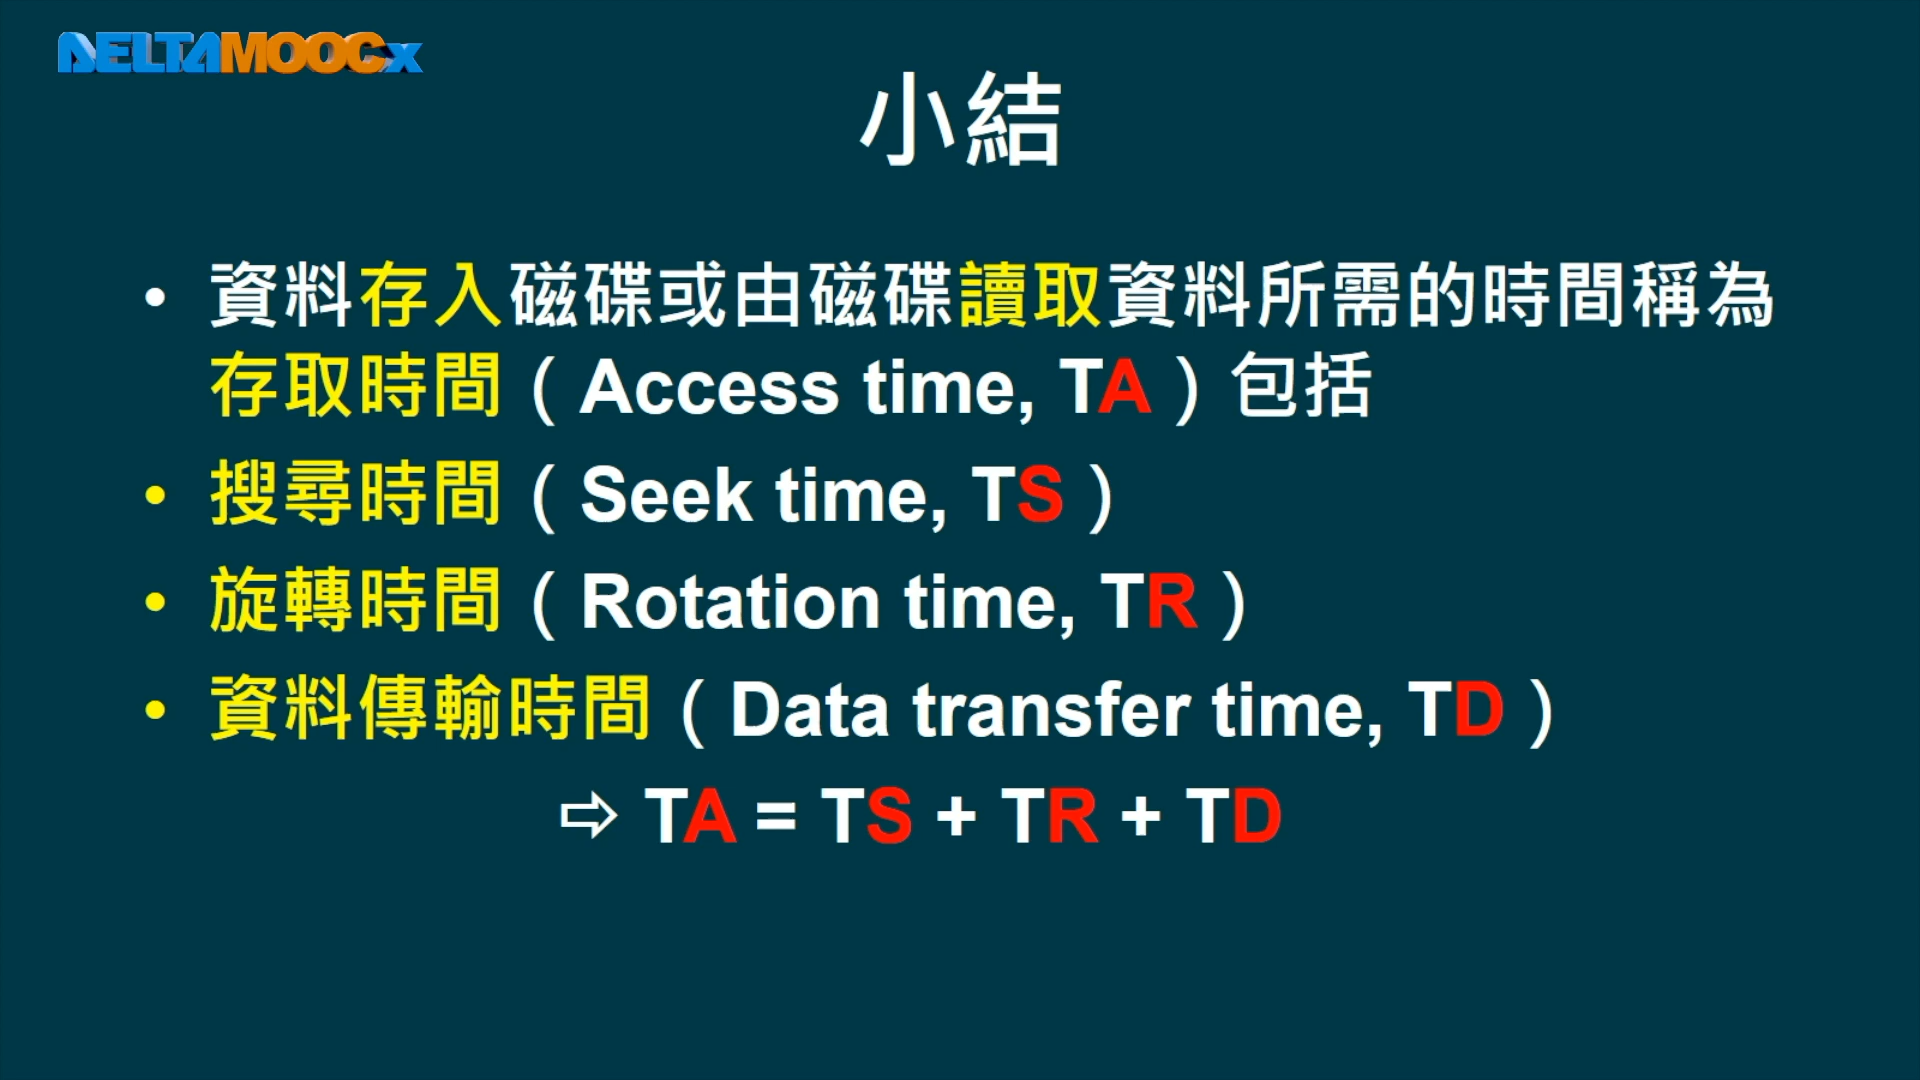 DELTAMOOCx
小結
• 資料存入磁碟或由磁碟讀取資料所需的時間稱為
存取時間（Access time, TA）包括
• 搜尋時間（Seek time, TS）
• 旋轉時間（Rotation time, TR）
• 資料傳輸時間（Data transfer time, TD）
⇨ TA = TS + TR + TD